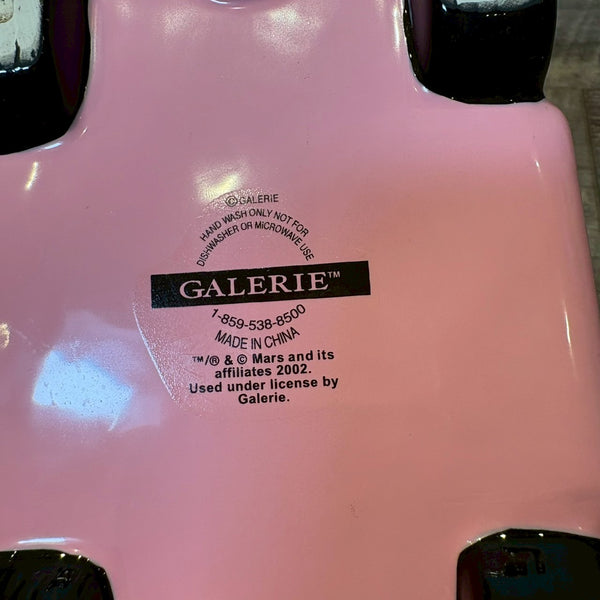 ©GALERIE
HAND WASH ONLY NOT FOR
DISHWASHER OR MICROWAVE USE
GALERIE™
1-859-538-8500
MADE IN CHINA
™/® & © Mars and its
affiliates 2002.
Used under license by
Galerie.